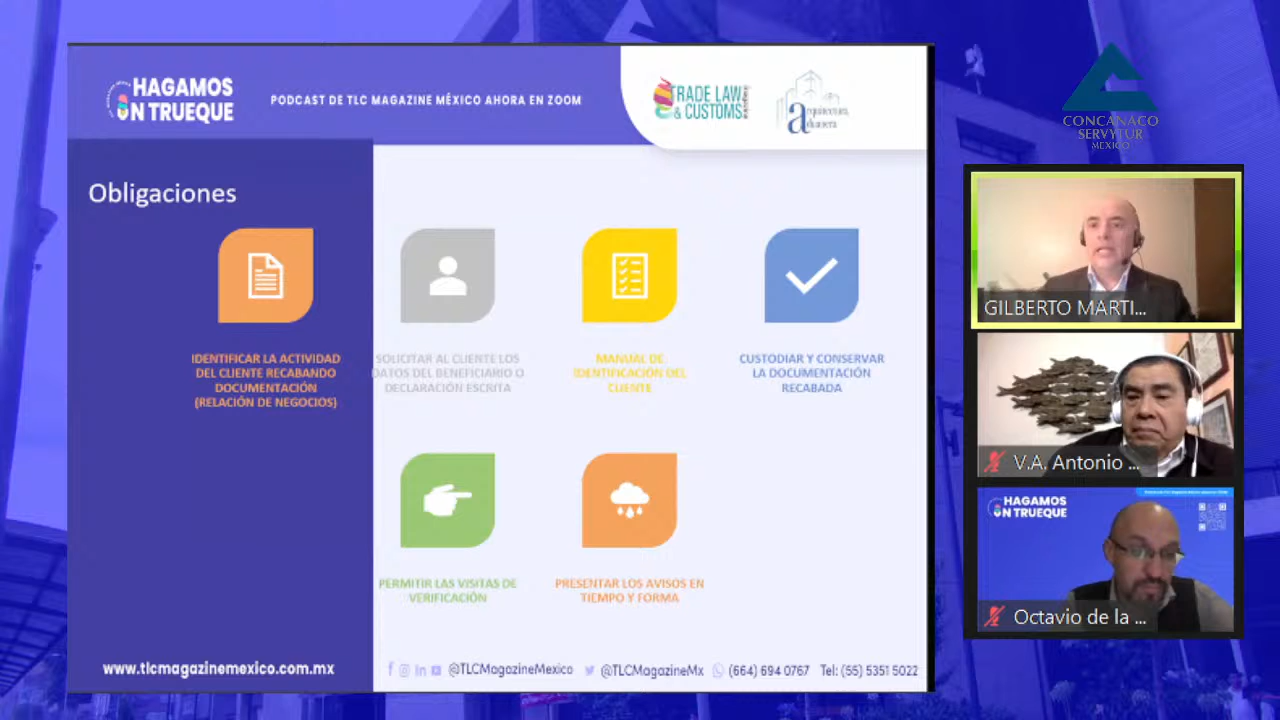 HAGAMOS
UN TRUEQUE
PODCAST DE TLC MAGAZINE MÉXICO AHORA EN ZOOM
TRADE LAW
& CUSTOMS
arquitectura
aduanera
CONCANACO
SERVYTUR
MEXICO
Obligaciones
IDENTIFICAR LA ACTIVIDAD
DEL CLIENTE RECABANDO
DOCUMENTACIÓN
(RELACIÓN DE NEGOCIOS)
SOLICITAR AL CLIENTE LOS
DATOS DEL BENEFICIARIO O
DECLARACIÓN ESCRITA
MANUAL DE
IDENTIFICACIÓN DEL
CLIENTE
CUSTODIAR Y CONSERVAR
LA DOCUMENTACIÓN
RECABADA
PERMITIR LAS VISITAS DE
VERIFICACIÓN
PRESENTAR LOS AVISOS EN
TIEMPO Y FORMA
www.tlcmagazinemexico.com.mx
@TLCMagazineMexico
@TLCMagazineMx
(664) 694 0767
Tel: (55) 5351 5022
GILBERTO MARTI...
V.A. Antonio ...
HAGAMOS
UN TRUEQUE
Octavio de la ...